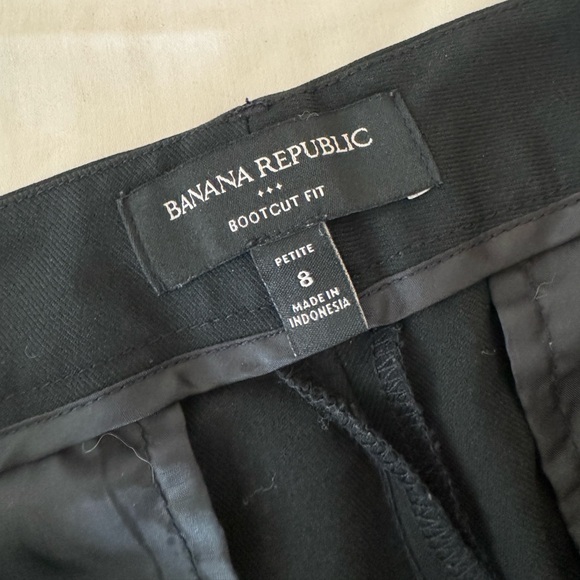 BANANA REPUBLIC
BOOTCUT FIT
PETITE
8
MADE IN
INDONESIA